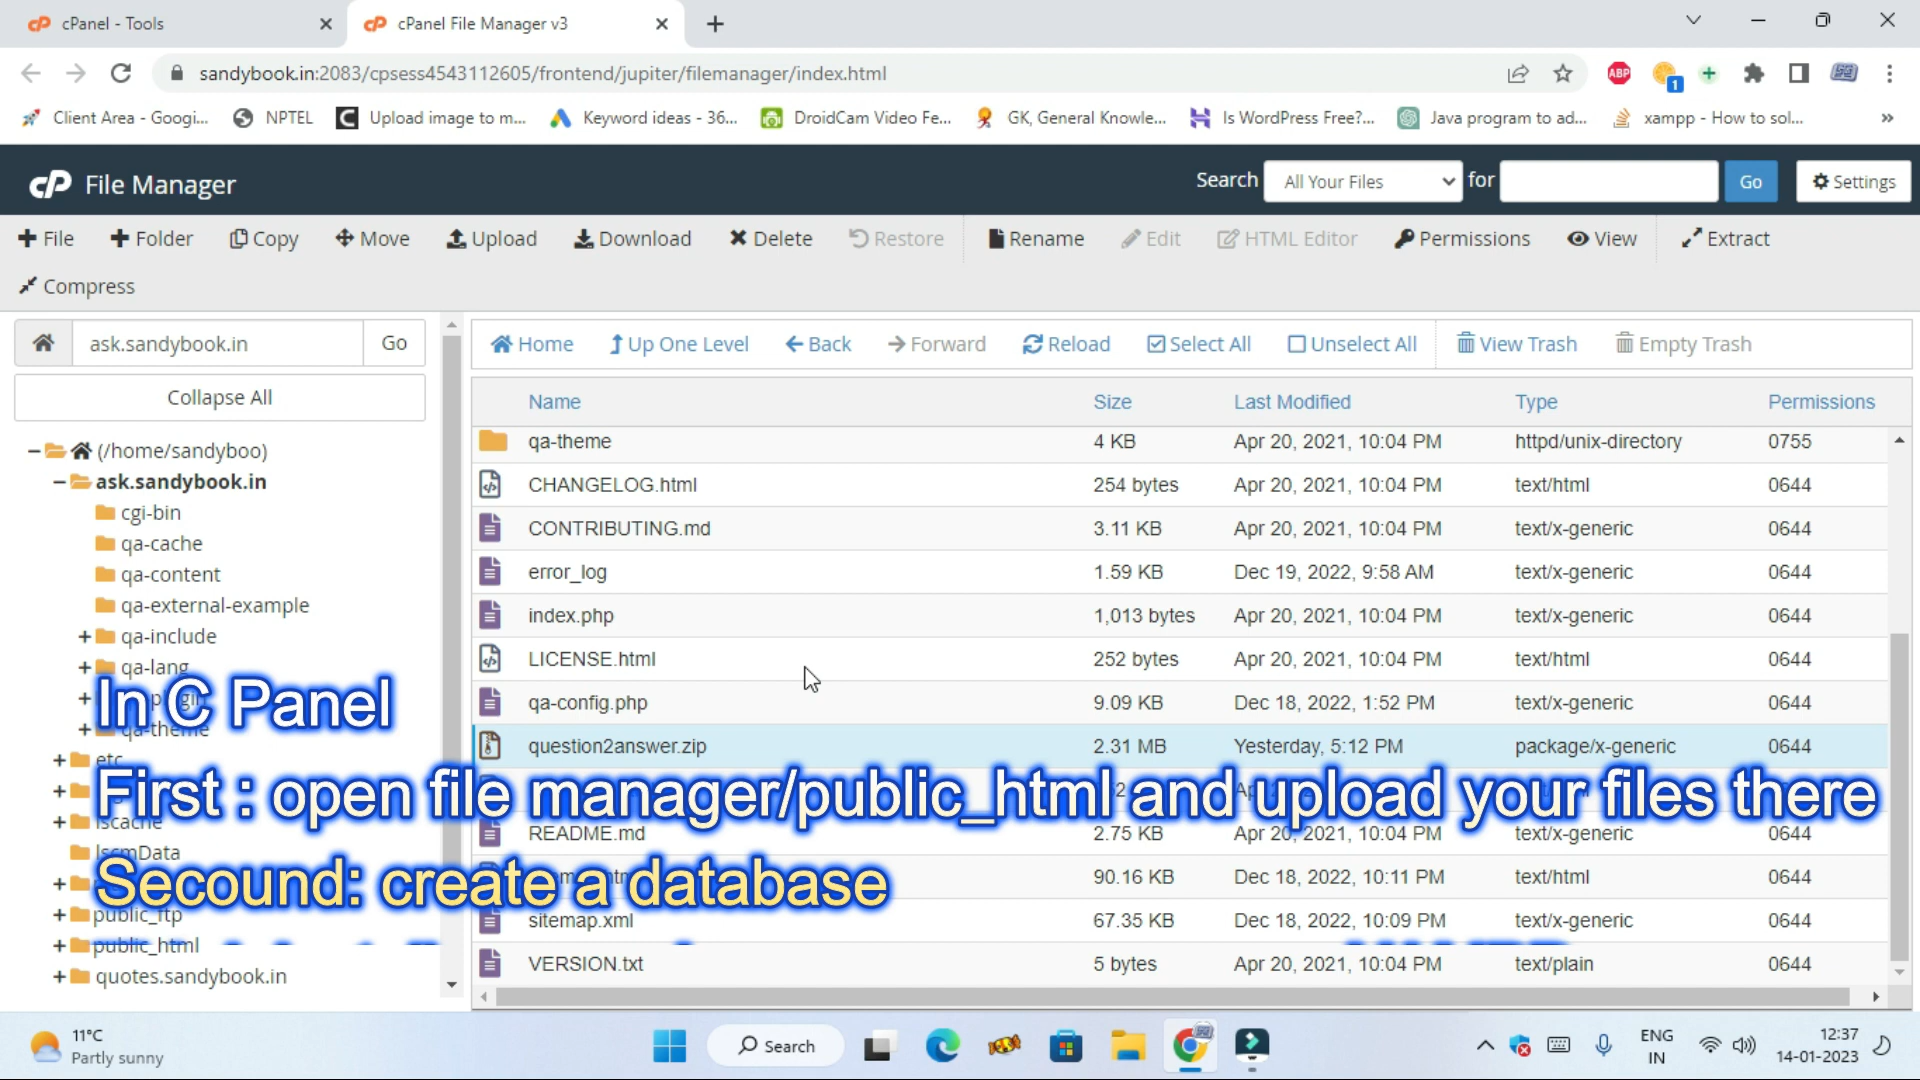 cPanel - Tools
cPanel File Manager v3
sandybook.in:2083/cpsess4543112605/frontend/jupiter/filemanager/index.html
ABP
1
Client Area - Googi...
NPTEL
Upload image to m...
Keyword ideas - 36...
DroidCam Video Fe...
GK, General Knowle...
Is WordPress Free?...
Java program to ad...
xampp - How to sol...
»
cP File Manager
Search All Your Files for Go Settings
File Folder Copy Move Upload Download Delete Restore Rename Edit HTML Editor Permissions View Extract
Compress
ask.sandybook.in Go
Home Up One Level Back Forward Reload Select All Unselect All View Trash Empty Trash
Collapse All
(/home/sandyboo)
ask.sandybook.in
cgi-bin
qa-cache
qa-content
qa-external-example
qa-include
qa-lang
qa-theme
etc
lscache
lscmData
public_ftp
public_html
quotes.sandybook.in
Name Size Last Modified Type Permissions
qa-theme 4 KB Apr 20, 2021, 10:04 PM httpd/unix-directory 0755
CHANGELOG.html 254 bytes Apr 20, 2021, 10:04 PM text/html 0644
CONTRIBUTING.md 3.11 KB Apr 20, 2021, 10:04 PM text/x-generic 0644
error_log 1.59 KB Dec 19, 2022, 9:58 AM text/x-generic 0644
index.php 1,013 bytes Apr 20, 2021, 10:04 PM text/x-generic 0644
LICENSE.html 252 bytes Apr 20, 2021, 10:04 PM text/html 0644
qa-config.php 9.09 KB Dec 18, 2022, 1:52 PM text/x-generic 0644
question2answer.zip 2.31 MB Yesterday, 5:12 PM package/x-generic 0644
README.md 2.75 KB Apr 20, 2021, 10:04 PM text/x-generic 0644
90.16 KB Dec 18, 2022, 10:11 PM text/html 0644
sitemap.xml 67.35 KB Dec 18, 2022, 10:09 PM text/x-generic 0644
VERSION.txt 5 bytes Apr 20, 2021, 10:04 PM text/plain 0644
In C Panel
First : open file manager/public_html and upload your files there
Secound: create a database
11°C
Partly sunny
Search
ENG
IN
12:37
14-01-2023